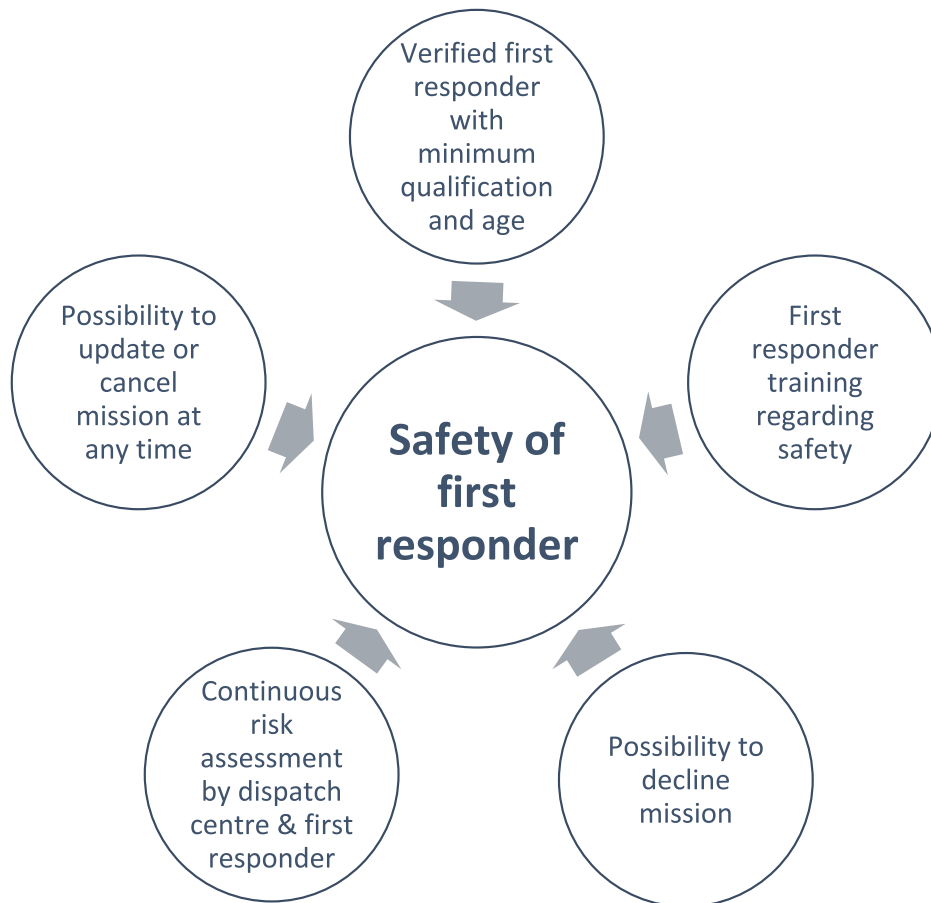 Verified first
responder
with
minimum
qualification
and age
Possibility to
update or
cancel
mission at
any time
First
responder
training
regarding
safety
Safety of
first
responder
Continuous
risk
assessment
by dispatch
centre & first
responder
Possibility to
decline
mission